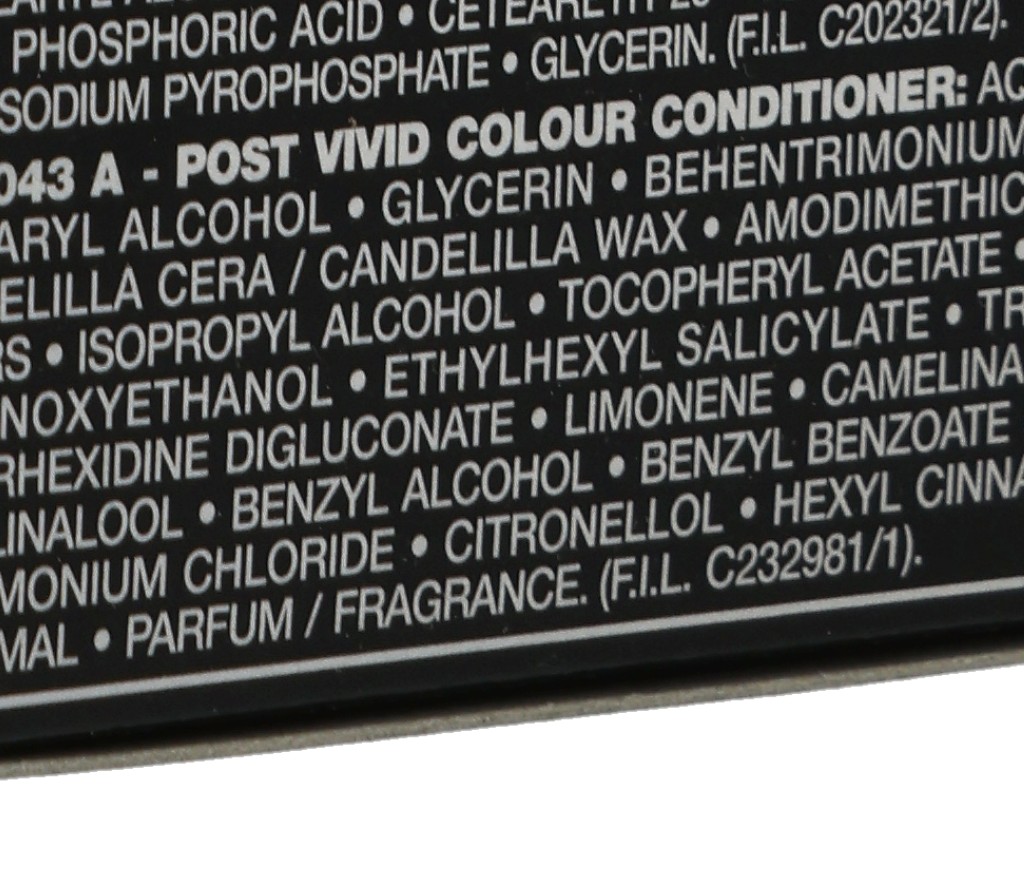 PHOSPHORIC ACID •
SODIUM PYROPHOSPHATE • GLYCERIN. (F.I.L. C202321/2).
043 A - POST VIVID COLOUR CONDITIONER: AQ
ARYL ALCOHOL • GLYCERIN • BEHENTRIMONIUM
ELILLA CERA / CANDELILLA WAX • AMODIMETHIC
RS • ISOPROPYL ALCOHOL • TOCOPHERYL ACETATE •
NOXYETHANOL • ETHYLHEXYL SALICYLATE • TR
RHEXIDINE DIGLUCONATE • LIMONENE • CAMELINA
LINALOOL • BENZYL ALCOHOL • BENZYL BENZOATE
MONIUM CHLORIDE • CITRONELLOL • HEXYL CINNA
MAL • PARFUM / FRAGRANCE. (F.I.L. C232981/1).